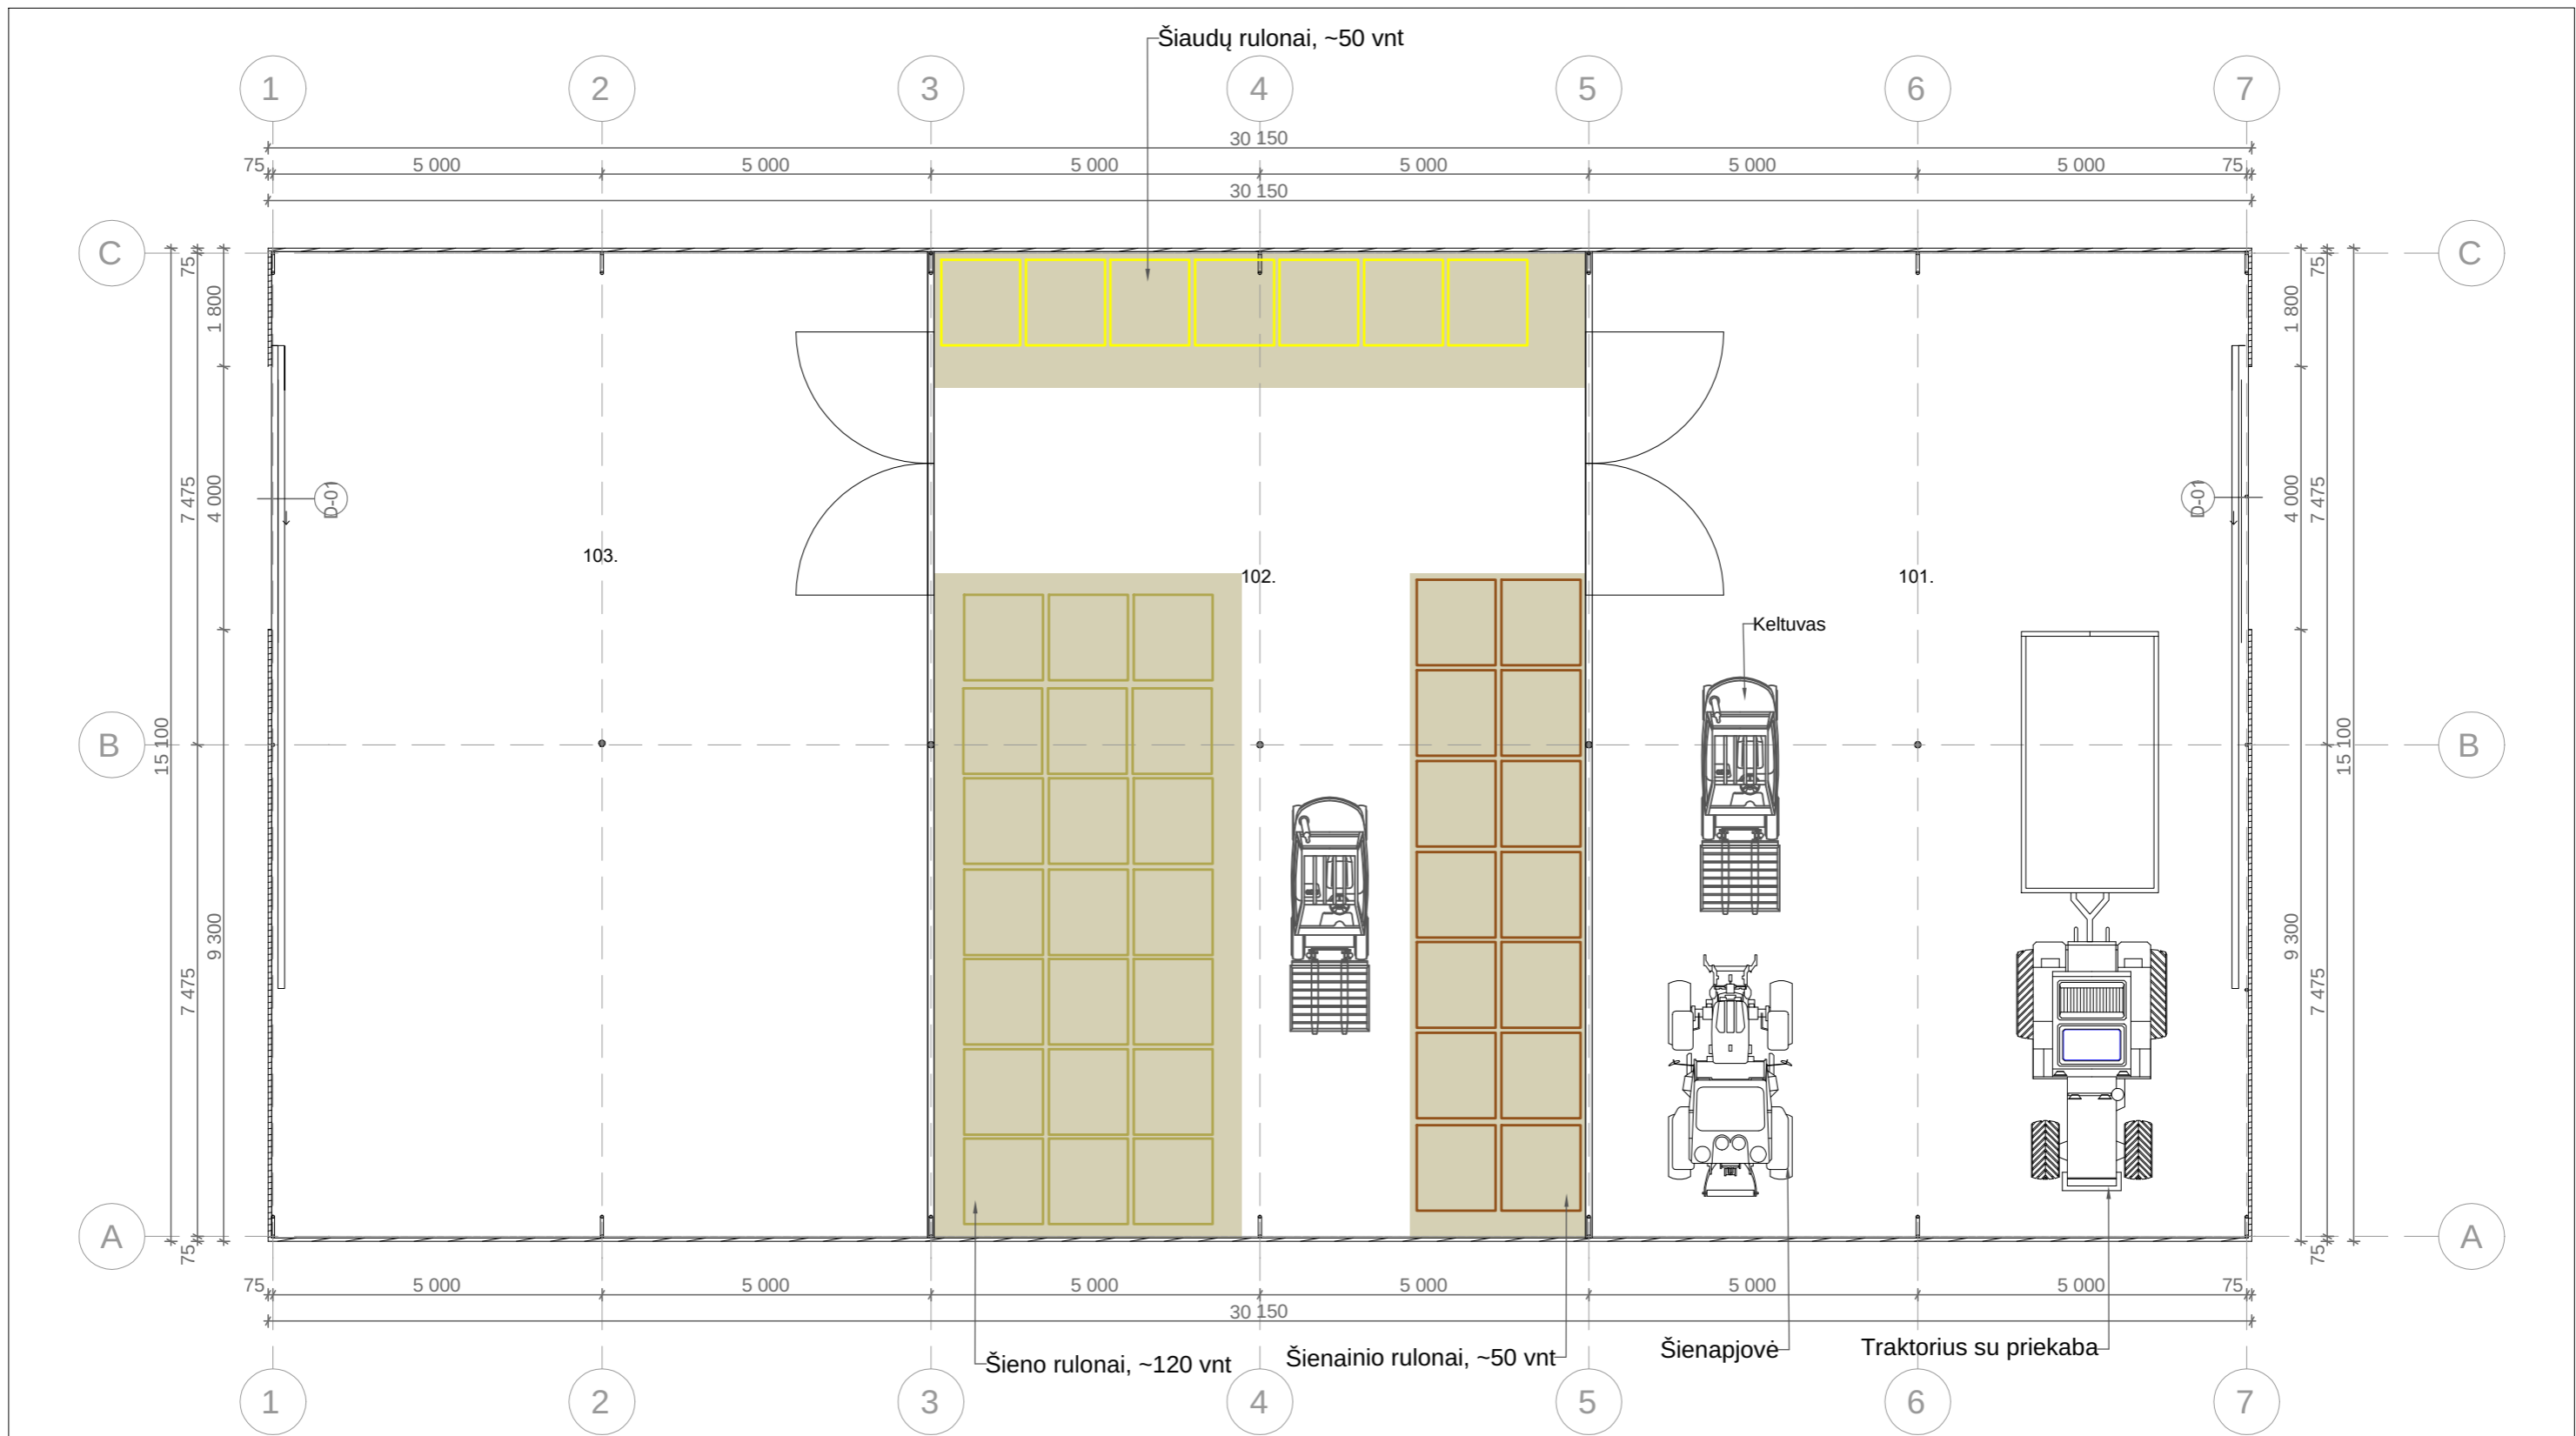 Šiaudų rulonai, ~50 vnt
1 2 3 4 5 6 7
30 150
75 5 000 5 000 5 000 5 000 5 000 5 000 75
30 150
C C
75 75
1 800 1 800
7 475 4 000 4 000 7 475
D-01 D-01
103.
102. 101.
Keltuvas
B B
15 100 15 100
9 300 9 300
7 475 7 475
A A
75 75
75 5 000 5 000 5 000 5 000 5 000 5 000 75
30 150
Šieno rulonai, ~120 vnt Šienainio rulonai, ~50 vnt Šienapjovė Traktorius su priekaba
1 2 3 4 5 6 7